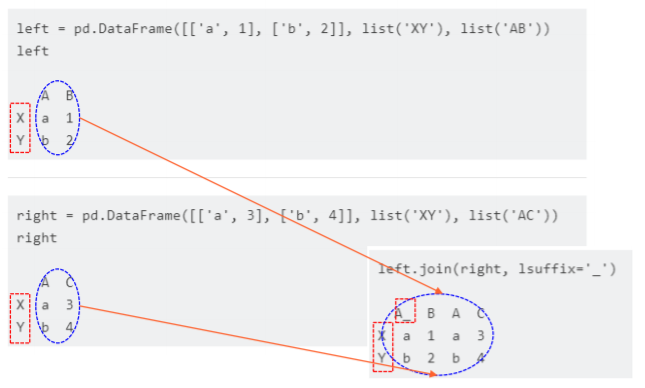 left = pd.DataFrame([['a', 1], ['b', 2]], list('XY'), list('AB'))
left
A B
X a 1
Y b 2
right = pd.DataFrame([['a', 3], ['b', 4]], list('XY'), list('AC'))
right
A C
X a 3
Y b 4
left.join(right, lsuffix='_')
A_ B A C
X a 1 a 3
Y b 2 b 4